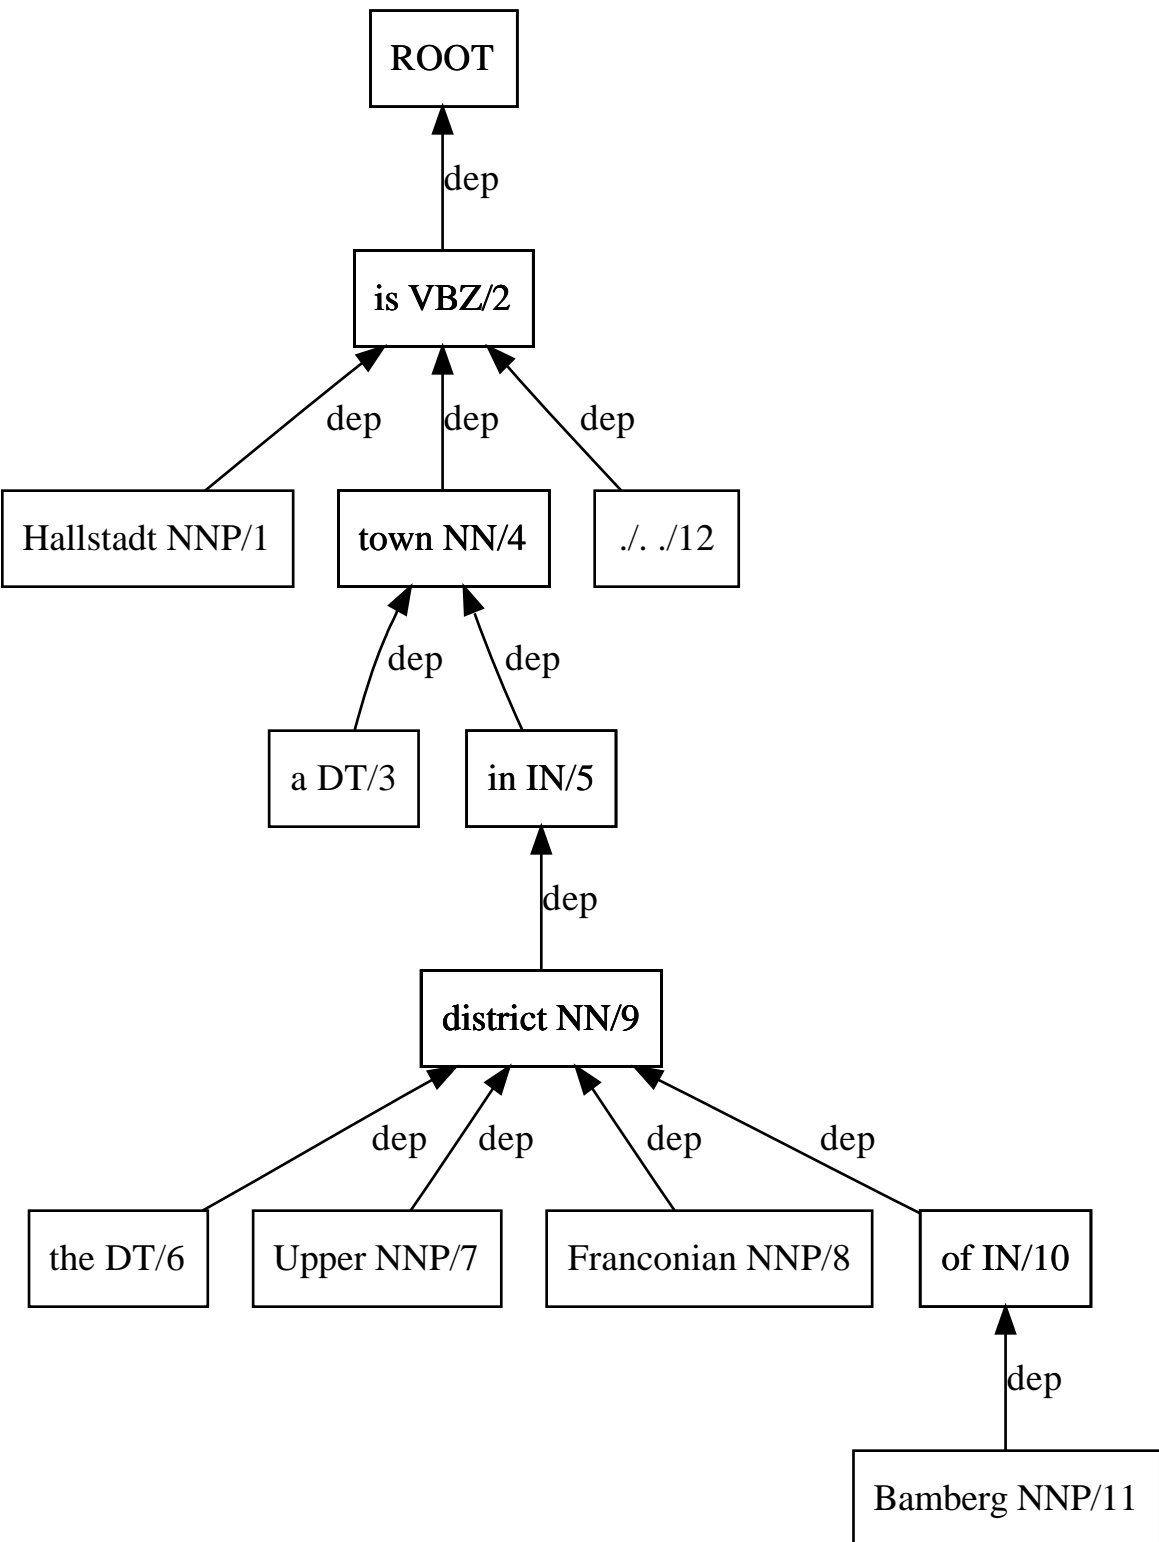 ROOT
dep
is VBZ/2
dep dep dep
Hallstadt NNP/1 town NN/4 ./. ./12
dep dep
a DT/3 in IN/5
dep
district NN/9
dep dep dep dep
the DT/6 Upper NNP/7 Franconian NNP/8 of IN/10
dep
Bamberg NNP/11